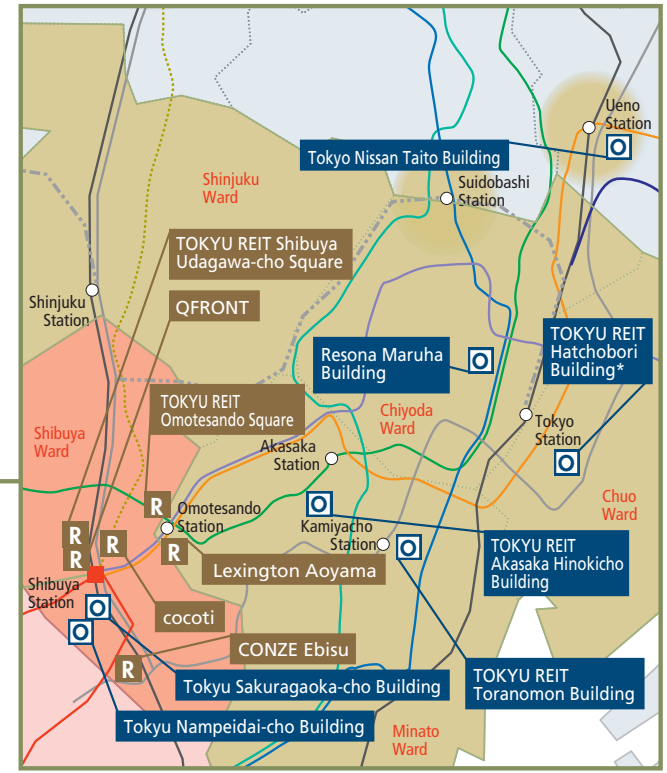 Ueno
Station
O
Tokyo Nissan Taito Building
Suidobashi
Station
Shinjuku
Ward
TOKYU REIT Shibuya
Udagawa-cho Square
Shinjuku
Station
QFRONT
Resona Maruha
Building
O
TOKYU REIT
Hatchobori
Building*
TOKYU REIT
Omotesando Square
Chiyoda
Ward
Shibuya
Ward
Akasaka
Station
Tokyo
Station
O
Chuo
Ward
R
Omotesando
Station
O
Kamiyacho
Station
O
R
R
R
R
TOKYU REIT
Akasaka Hinokicho
Building
Lexington Aoyama
Shibuya
Station
O
O
cocoti
CONZE Ebisu
R
Tokyu Sakuragaoka-cho Building
TOKYU REIT
Toranomon Building
Tokyu Nampeidai-cho Building
Minato
Ward